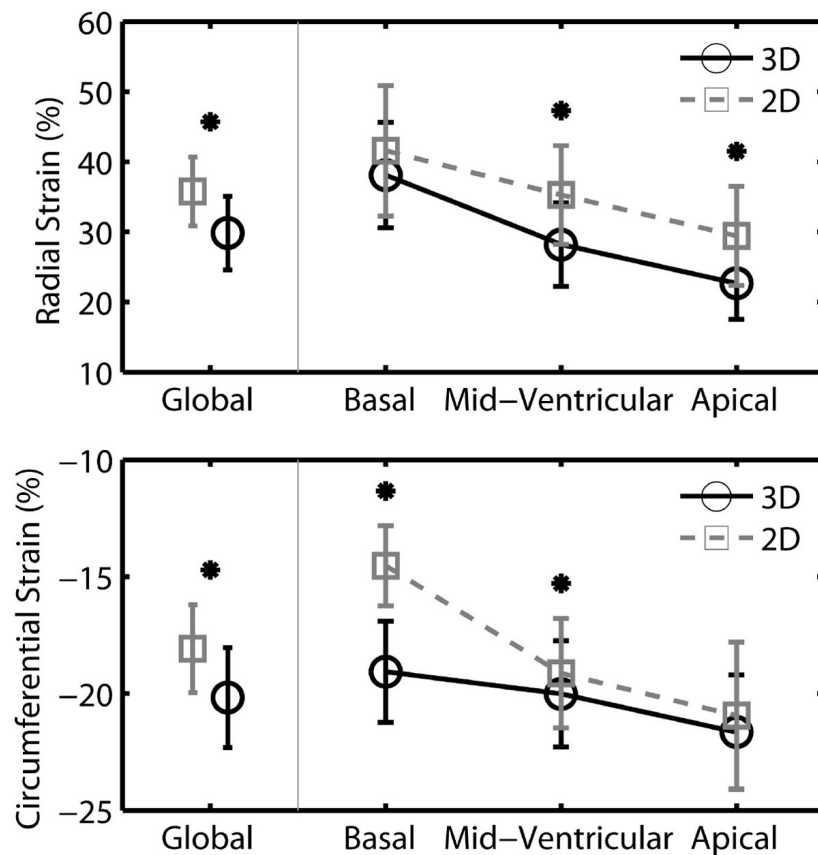 Radial Strain (%)
60
50
40
30
20
10
3D
2D
Global Basal Mid−Ventricular Apical
Circumferential Strain (%)
−10
−15
−20
−25
3D
2D
Global Basal Mid−Ventricular Apical